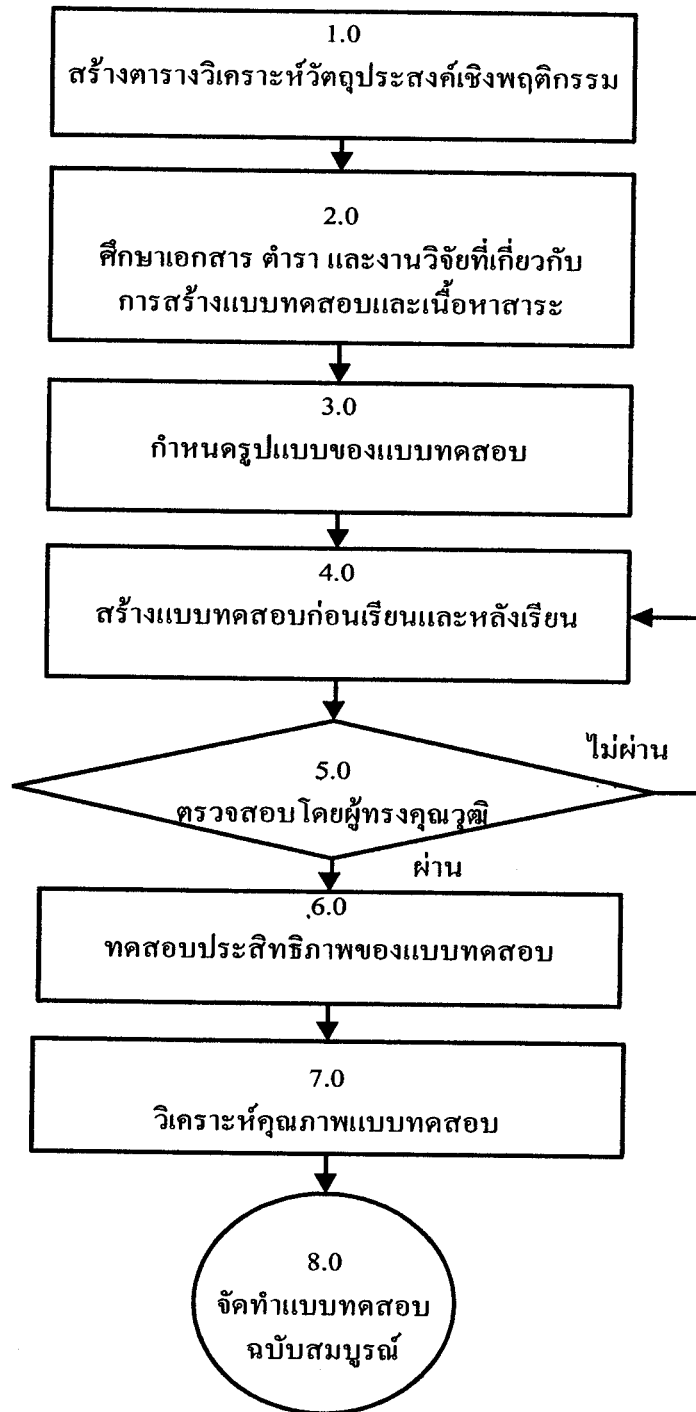 1.0
สร้างตารางวิเคราะห์วัตถุประสงค์เชิงพฤติกรรม
2.0
ศึกษาเอกสาร ตำรา และงานวิจัยที่เกี่ยวกับ
การสร้างแบบทดสอบและเนื้อหาสาระ
3.0
กำหนดรูปแบบของแบบทดสอบ
4.0
สร้างแบบทดสอบก่อนเรียนและหลังเรียน
ไม่ผ่าน
5.0
ตรวจสอบโดยผู้ทรงคุณวุฒิ
ผ่าน
6.0
ทดสอบประสิทธิภาพของแบบทดสอบ
7.0
วิเคราะห์คุณภาพแบบทดสอบ
8.0
จัดทำแบบทดสอบ
ฉบับสมบูรณ์